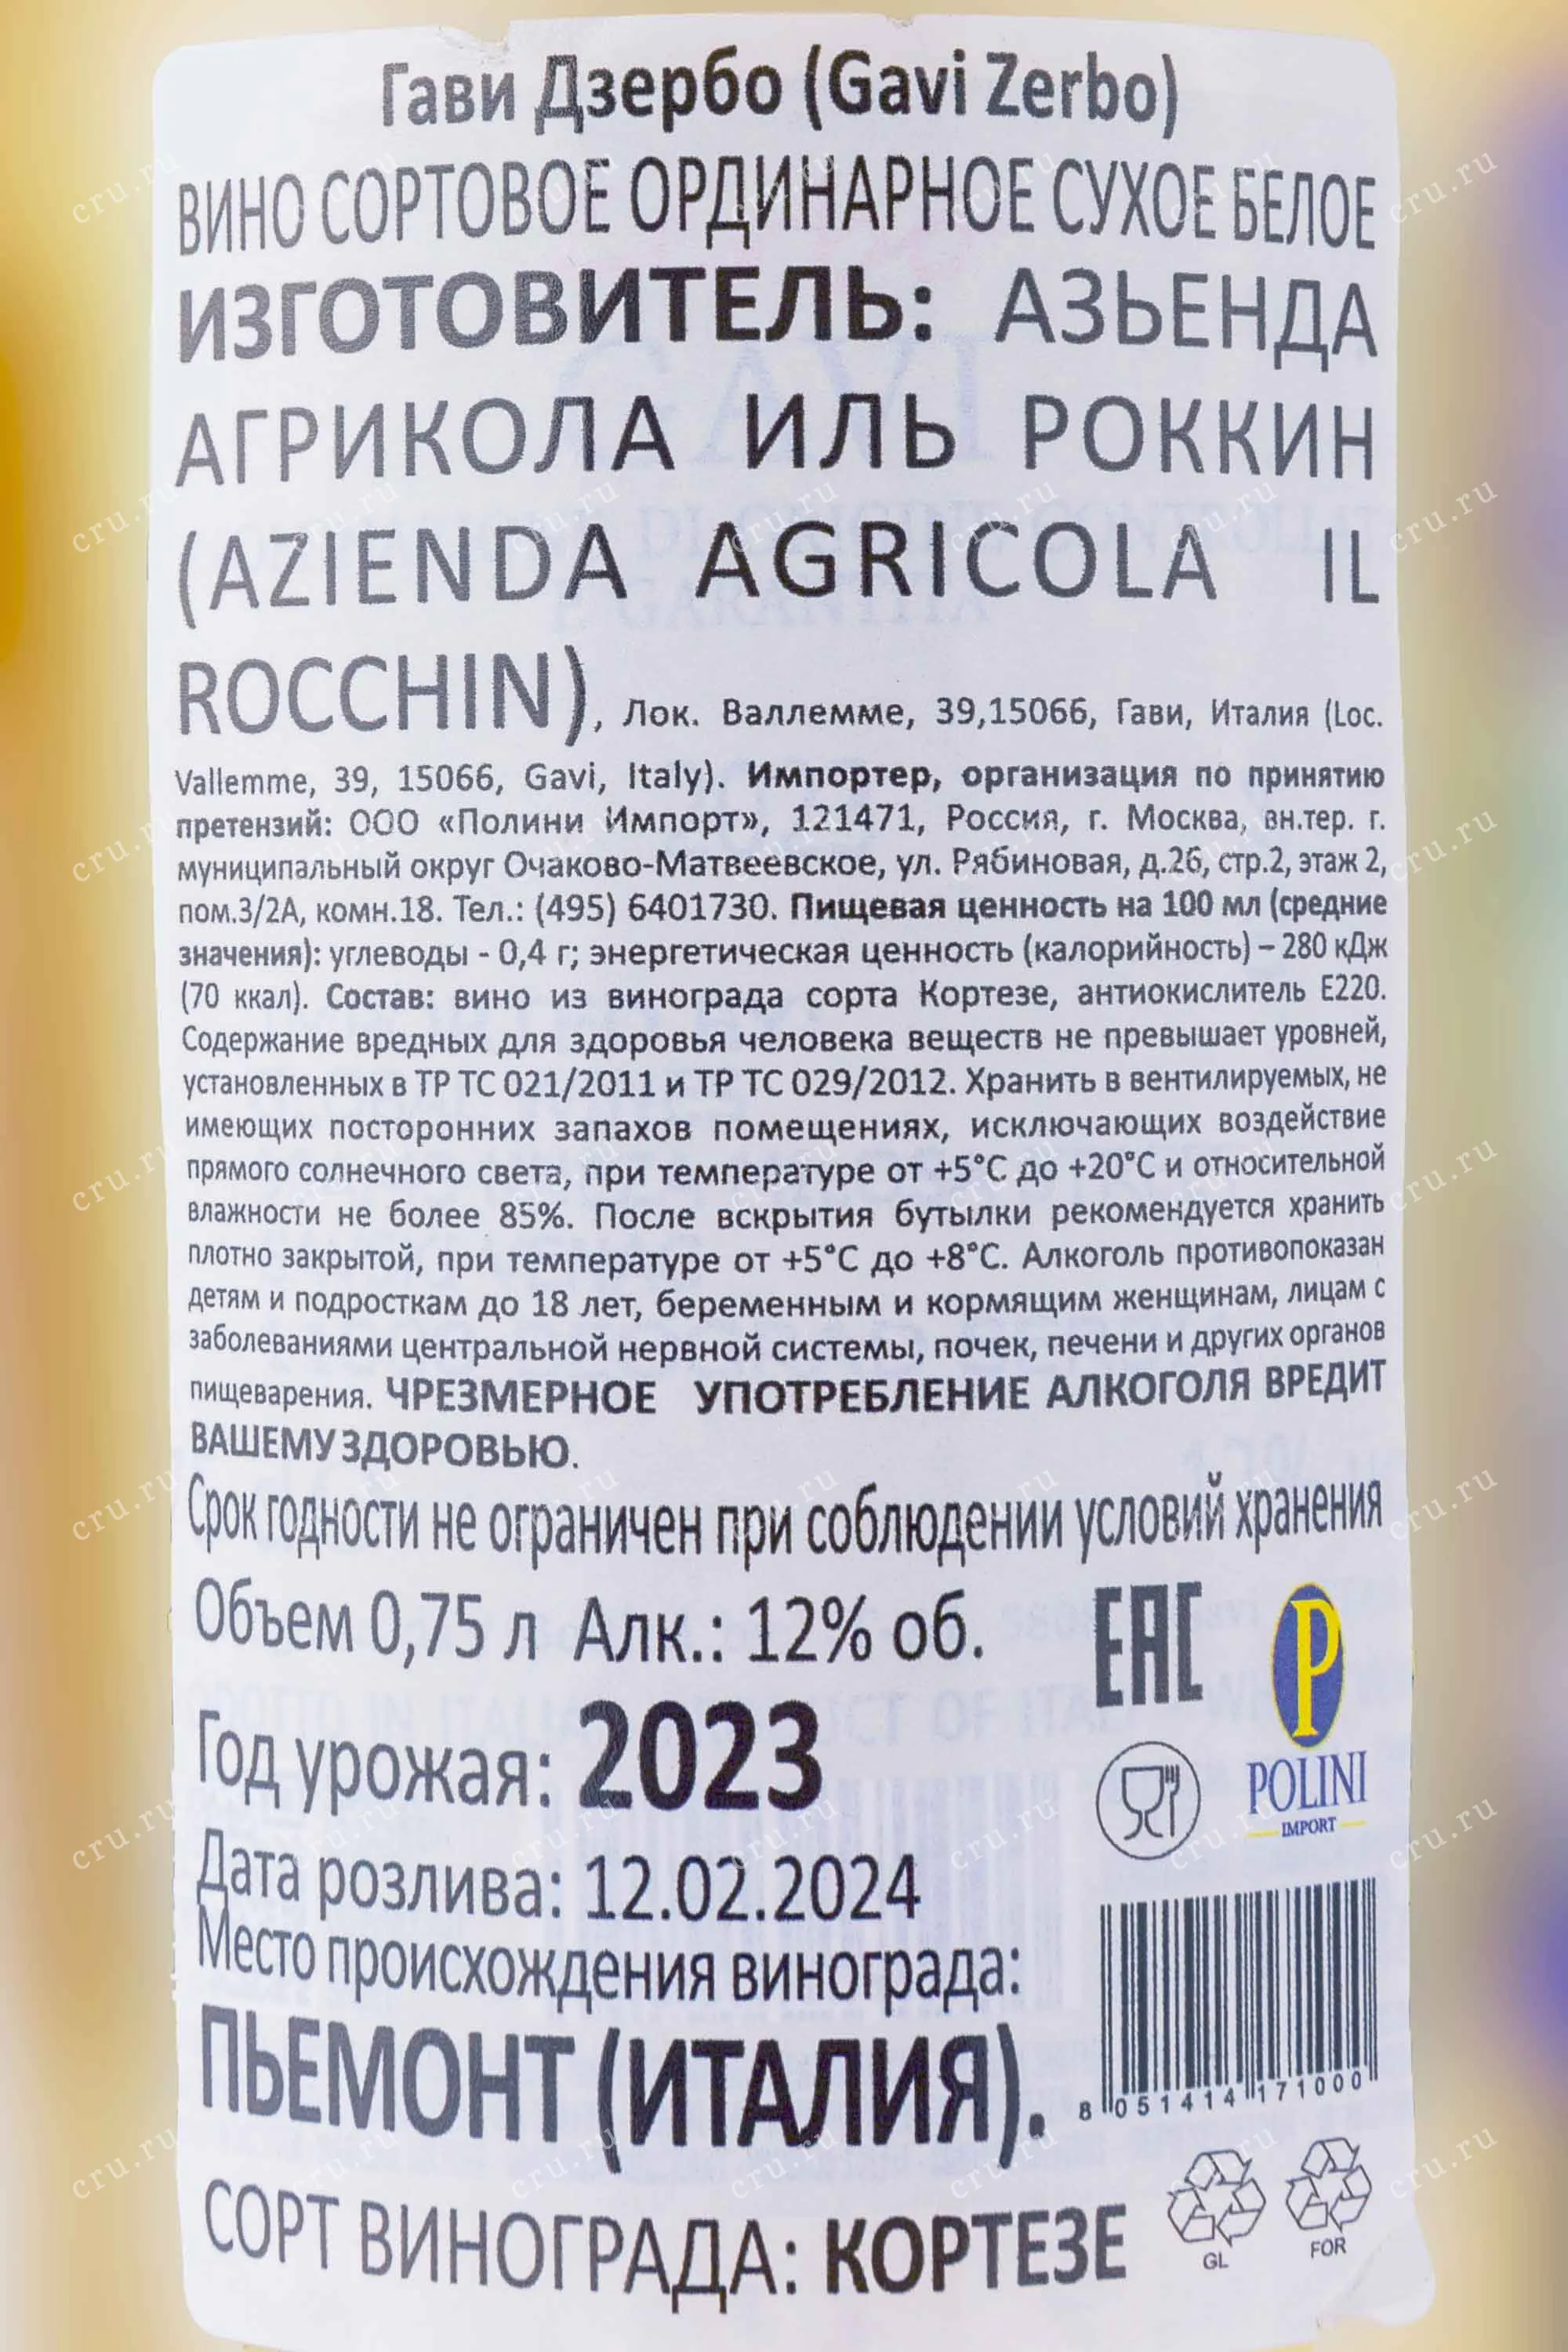 Гави Дзербо (Gavi Zerbo)
ВИНО СОРТОВОЕ ОРДИНАРНОЕ СУХОЕ БЕЛОЕ
ИЗГОТОВИТЕЛЬ: АЗЬЕНДА
АГРИКОЛА ИЛЬ РОККИН
(AZIENDA AGRICOLA IL
ROCCHIN), Лок. Валлемме, 39,15066, Гави, Италия (Loc.
Vallemme, 39, 15066, Gavi, Italy). Импортер, организация по принятию
претензий: ООО «Полини Импорт», 121471, Россия, г. Москва, вн.тер. г.
муниципальный округ Очаково-Матвеевское, ул. Рябиновая, д.26, стр.2, этаж 2,
пом.3/2А, комн.18. Тел.: (495) 6401730. Пищевая ценность на 100 мл (средние
значения): углеводы - 0,4 г; энергетическая ценность (калорийность) – 280 кДж
(70 ккал). Состав: вино из винограда сорта Кортезе, антиокислитель Е220.
Содержание вредных для здоровья человека веществ не превышает уровней,
установленных в ТР ТС 021/2011 и ТР ТС 029/2012. Хранить в вентилируемых, не
имеющих посторонних запахов помещениях, исключающих воздействие
прямого солнечного света, при температуре от +5°С до +20°С и относительной
влажности не более 85%. После вскрытия бутылки рекомендуется хранить
плотно закрытой, при температуре от +5°С до +8°С. Алкоголь противопоказан
детям и подросткам до 18 лет, беременным и кормящим женщинам, лицам с
заболеваниями центральной нервной системы, почек, печени и других органов
пищеварения. ЧРЕЗМЕРНОЕ УПОТРЕБЛЕНИЕ АЛКОГОЛЯ ВРЕДИТ
ВАШЕМУ ЗДОРОВЬЮ.
Срок годности не ограничен при соблюдении условий хранения
Объем 0,75 л Алк.: 12% об.
EAC
P
POLINI
IMPORT
Год урожая: 2023
Дата розлива: 12.02.2024
Место происхождения винограда:
ПЬЕМОНТ (ИТАЛИЯ).
8 051414 171000
СОРТ ВИНОГРАДА: КОРТЕЗЕ
GL
FOR
cru.ru